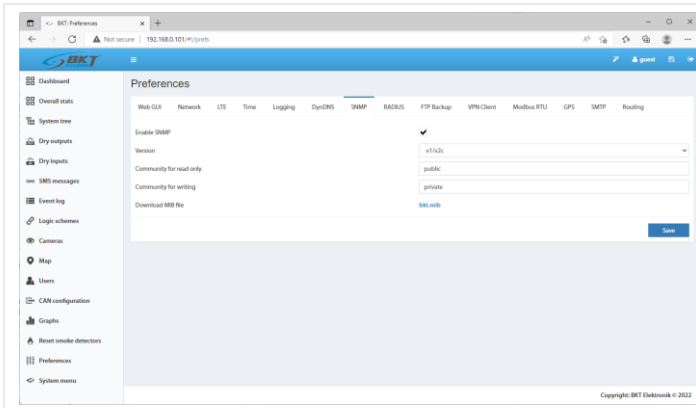 BKT: Preferences
Not secure 192.168.0.101/#!/prefs
BKT
guest
Dashboard
Overall stats
System tree
Dry outputs
Dry inputs
SMS messages
Event log
Logic schemes
Cameras
Map
Users
CAN configuration
Graphs
Reset smoke detectors
Preferences
System menu
Preferences
Web GUI Network LTE Time Logging DynDNS SNMP RADIUS FTP Backup VPN Client Modbus RTU GPS SMTP Routing
Enable SNMP
Version v1/v2c
Community for read only public
Community for writing private
Download MIB file bkt.mib
Save
Copyright: BKT Elektronik © 2022